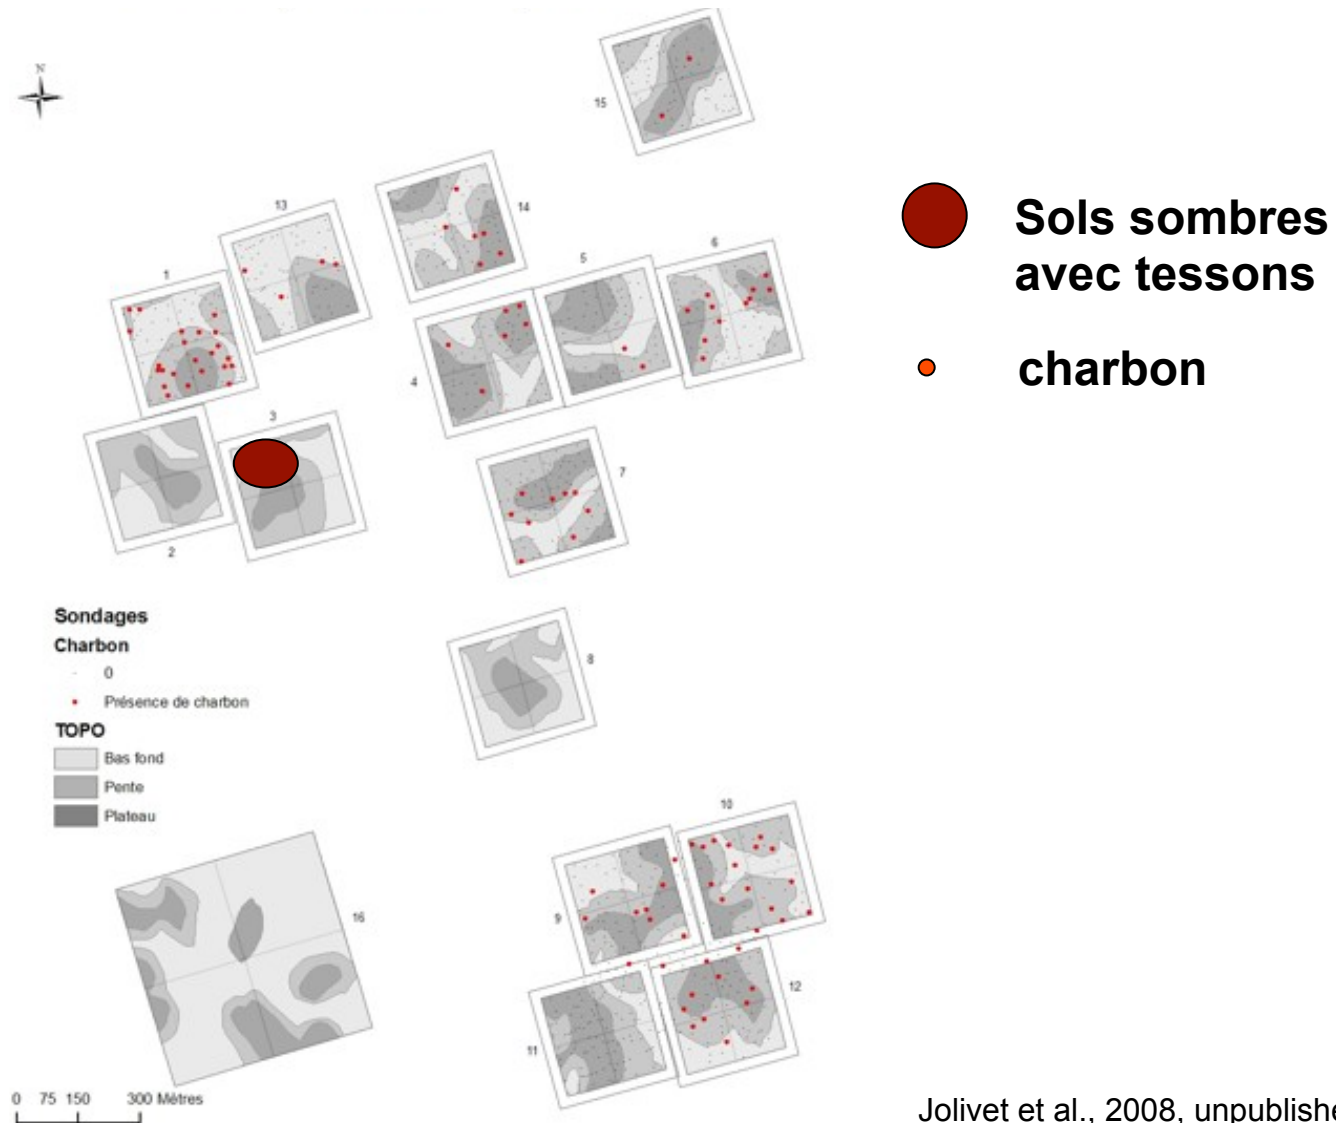 N
15
14
13
6
5
1
4
3
7
2
Sols sombres
avec tessons
charbon
Sondages
Charbon
0
Présence de charbon
TOPO
Bas fond
Pente
Plateau
8
10
16
9
12
11
0 75 150 300 Métres
Jolivet et al., 2008, unpublishe